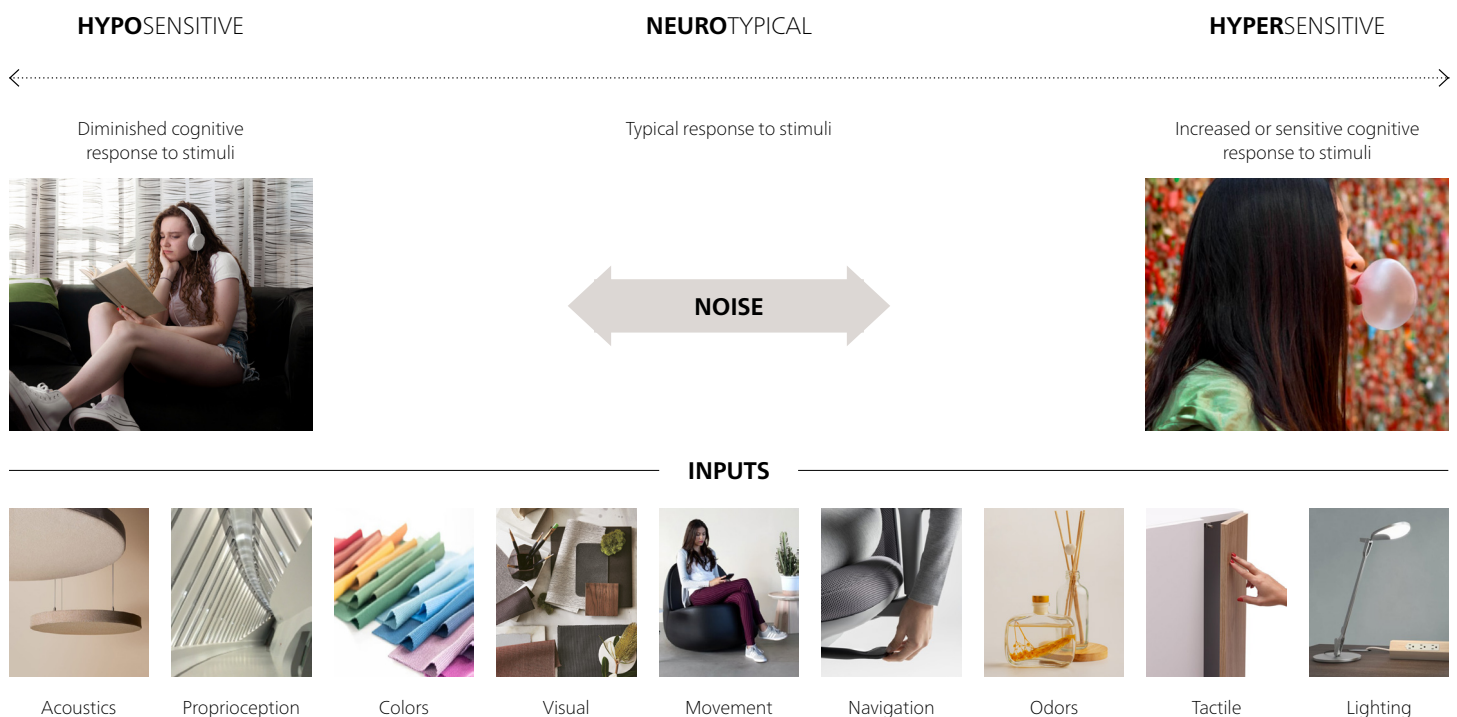 HYPOSENSITIVE
NEUROTYPICAL
HYPERSENSITIVE
Diminished cognitive
response to stimuli
Typical response to stimuli
Increased or sensitive cognitive
response to stimuli
NOISE
INPUTS
Acoustics
Proprioception
Colors
Visual
Movement
Navigation
Odors
Tactile
Lighting